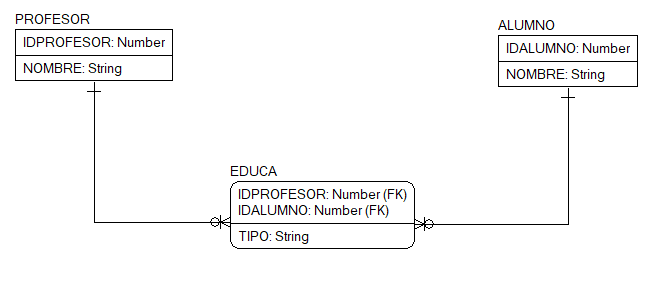 PROFESOR
IDPROFESOR: Number
NOMBRE: String
ALUMNO
IDALUMNO: Number
NOMBRE: String
EDUCA
IDPROFESOR: Number (FK)
IDALUMNO: Number (FK)
TIPO: String